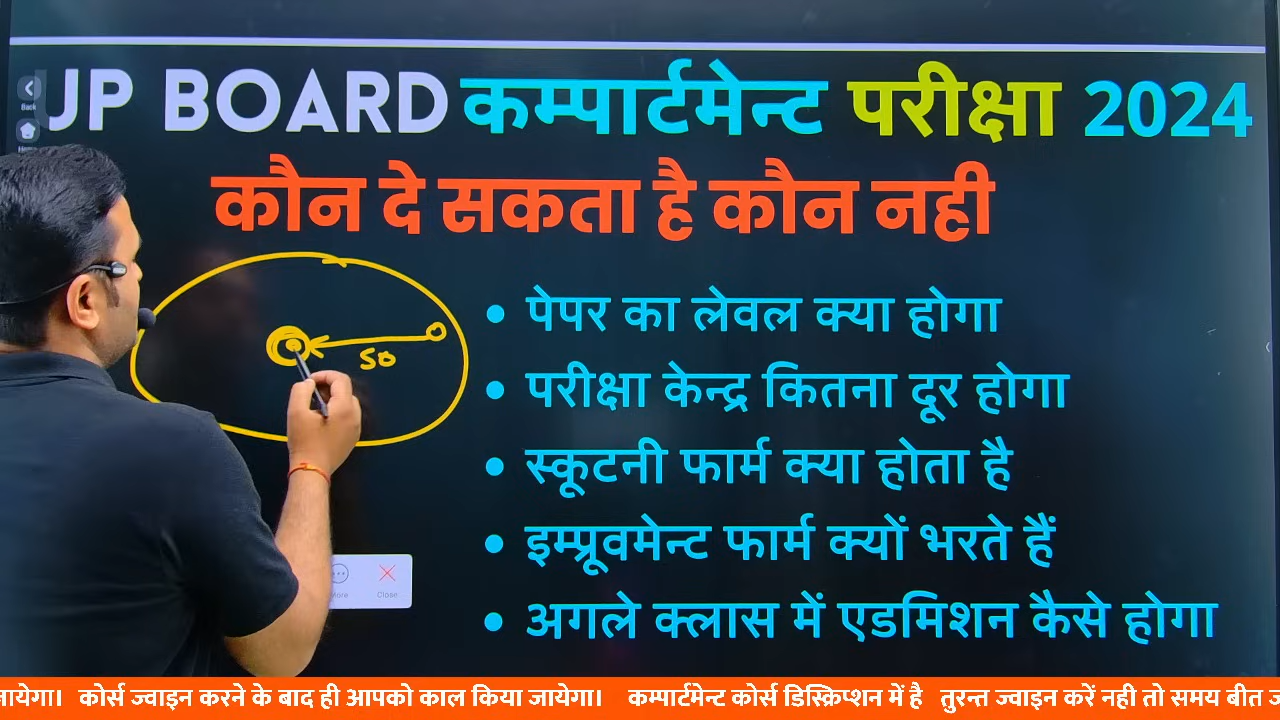 UP BOARD कम्पार्टमेन्ट परीक्षा 2024
Back
कौन दे सकता है कौन नही
50
• पेपर का लेवल क्या होगा
• परीक्षा केन्द्र कितना दूर होगा
• स्कूटनी फार्म क्या होता है
• इम्प्रूवमेन्ट फार्म क्यों भरते हैं
More Close
• अगले क्लास में एडमिशन कैसे होगा
जायेगा। कोर्स ज्वाइन करने के बाद ही आपको काल किया जायेगा। कम्पार्टमेन्ट कोर्स डिस्क्रिप्शन में है तुरन्त ज्वाइन करें नही तो समय बीत